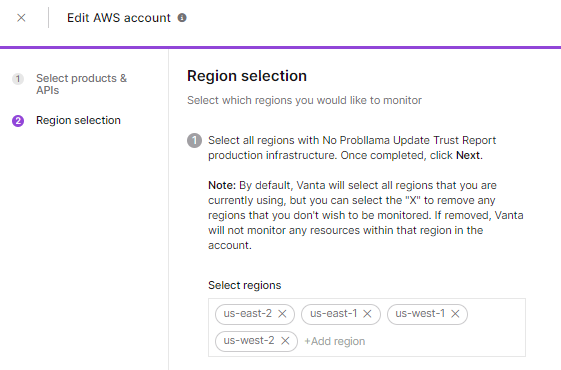 Edit AWS account
1 Select products &
APIs
2 Region selection
Region selection
Select which regions you would like to monitor
1 Select all regions with No Probllama Update Trust Report
production infrastructure. Once completed, click Next.
Note: By default, Vanta will select all regions that you are
currently using, but you can select the "X" to remove any
regions that you don't wish to be monitored. If removed, Vanta
will not monitor any resources within that region in the
account.
Select regions
us-east-2 us-east-1 us-west-1
us-west-2 +Add region